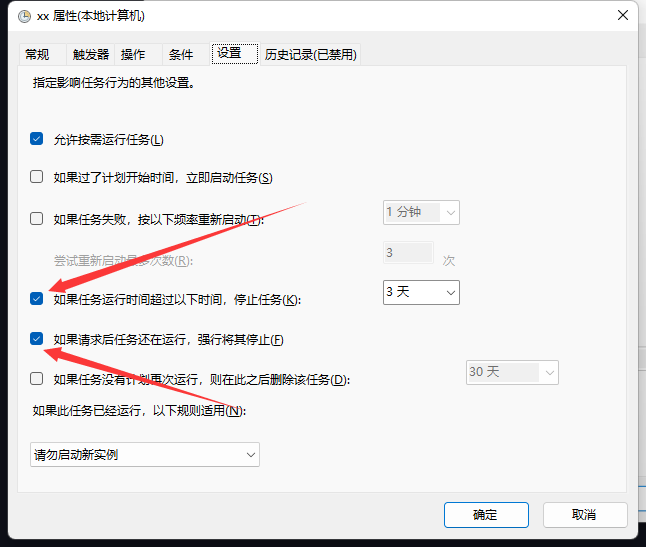 xx 属性(本地计算机)
常规 触发器 操作 条件 设置 历史记录(已禁用)
指定影响任务行为的其他设置。
允许按需运行任务(L)
如果过了计划开始时间，立即启动任务(S)
如果任务失败，按以下频率重新启动(T): 1 分钟
尝试重新启动最多次数(R): 3 次
如果任务运行时间超过以下时间，停止任务(K): 3 天
如果请求后任务还在运行，强行将其停止(F)
如果任务没有计划再次运行，则在此之后删除该任务(D): 30 天
如果此任务已经运行，以下规则适用(N):
请勿启动新实例
确定 取消